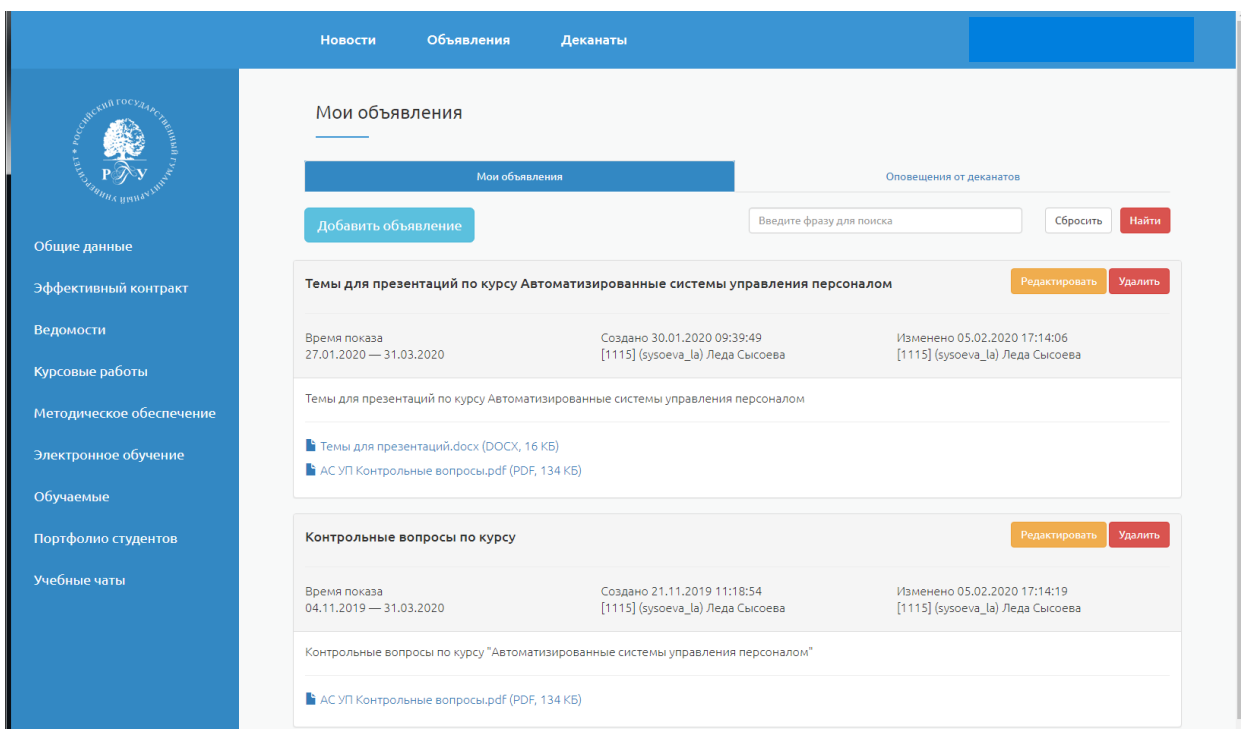 Новости Объявления Деканаты
РОССИЙСКИЙ ГОСУДАРСТВЕННЫЙ ГУМАНИТАРНЫЙ УНИВЕРСИТЕТ *
Общие данные
Эффективный контракт
Ведомости
Курсовые работы
Методическое обеспечение
Электронное обучение
Обучаемые
Портфолио студентов
Учебные чаты
Мои объявления
Мои объявления Оповещения от деканатов
Добавить объявление Введите фразу для поиска Сбросить Найти
Темы для презентаций по курсу Автоматизированные системы управления персоналом Редактировать Удалить
Время показа Создано 30.01.2020 09:39:49 Изменено 05.02.2020 17:14:06
27.01.2020 — 31.03.2020 [1115] (sysoeva_la) Леда Сысоева [1115] (sysoeva_la) Леда Сысоева
Темы для презентаций по курсу Автоматизированные системы управления персоналом
Темы для презентаций.docx (DOCX, 16 КБ)
АС УП Контрольные вопросы.pdf (PDF, 134 КБ)
Контрольные вопросы по курсу Редактировать Удалить
Время показа Создано 21.11.2019 11:18:54 Изменено 05.02.2020 17:14:19
04.11.2019 — 31.03.2020 [1115] (sysoeva_la) Леда Сысоева [1115] (sysoeva_la) Леда Сысоева
Контрольные вопросы по курсу "Автоматизированные системы управления персоналом"
АС УП Контрольные вопросы.pdf (PDF, 134 КБ)